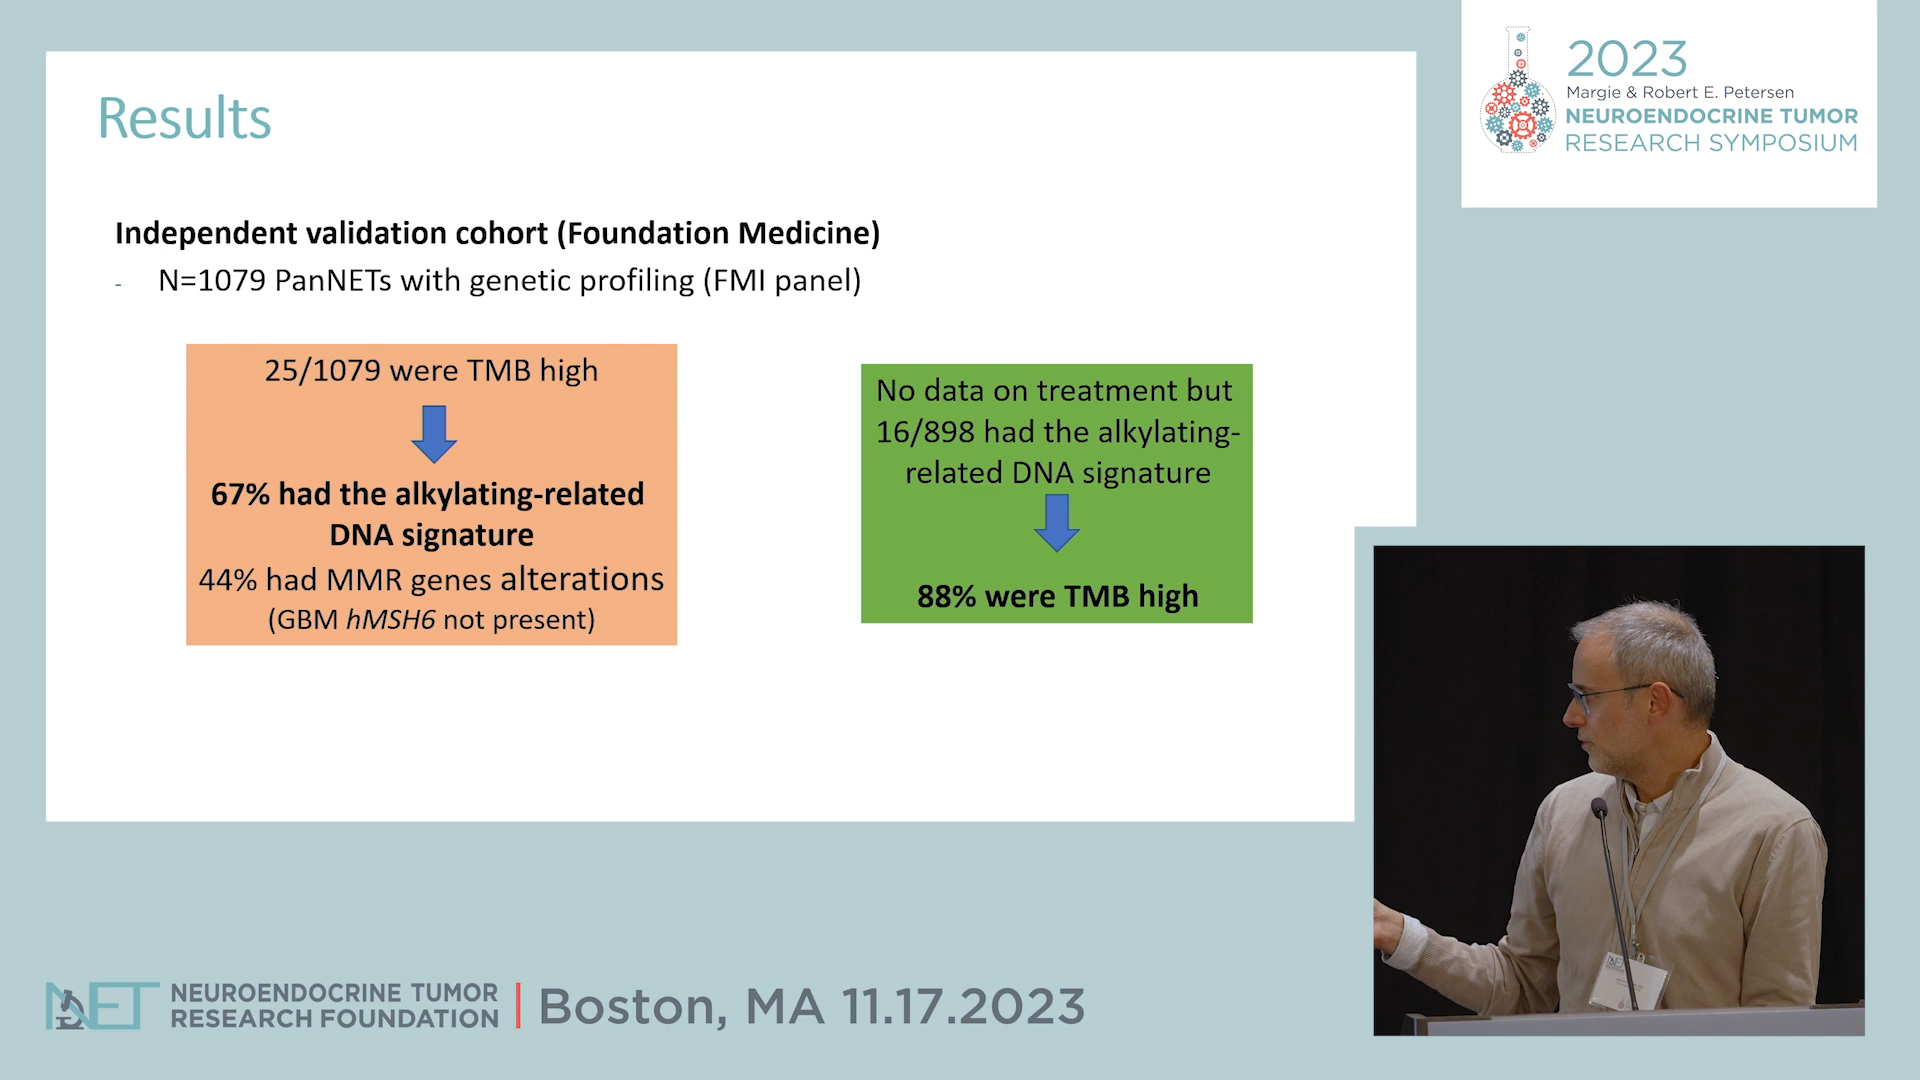 Results
Independent validation cohort (Foundation Medicine)
- N=1079 PanNETs with genetic profiling (FMI panel)
25/1079 were TMB high
67% had the alkylating-related
DNA signature
44% had MMR genes alterations
(GBM hMSH6 not present)
No data on treatment but
16/898 had the alkylating-
related DNA signature
88% were TMB high
2023
Margie & Robert E. Petersen
NEUROENDOCRINE TUMOR
RESEARCH SYMPOSIUM
NET
NEUROENDOCRINE TUMOR
RESEARCH FOUNDATION
Boston, MA 11.17.2023